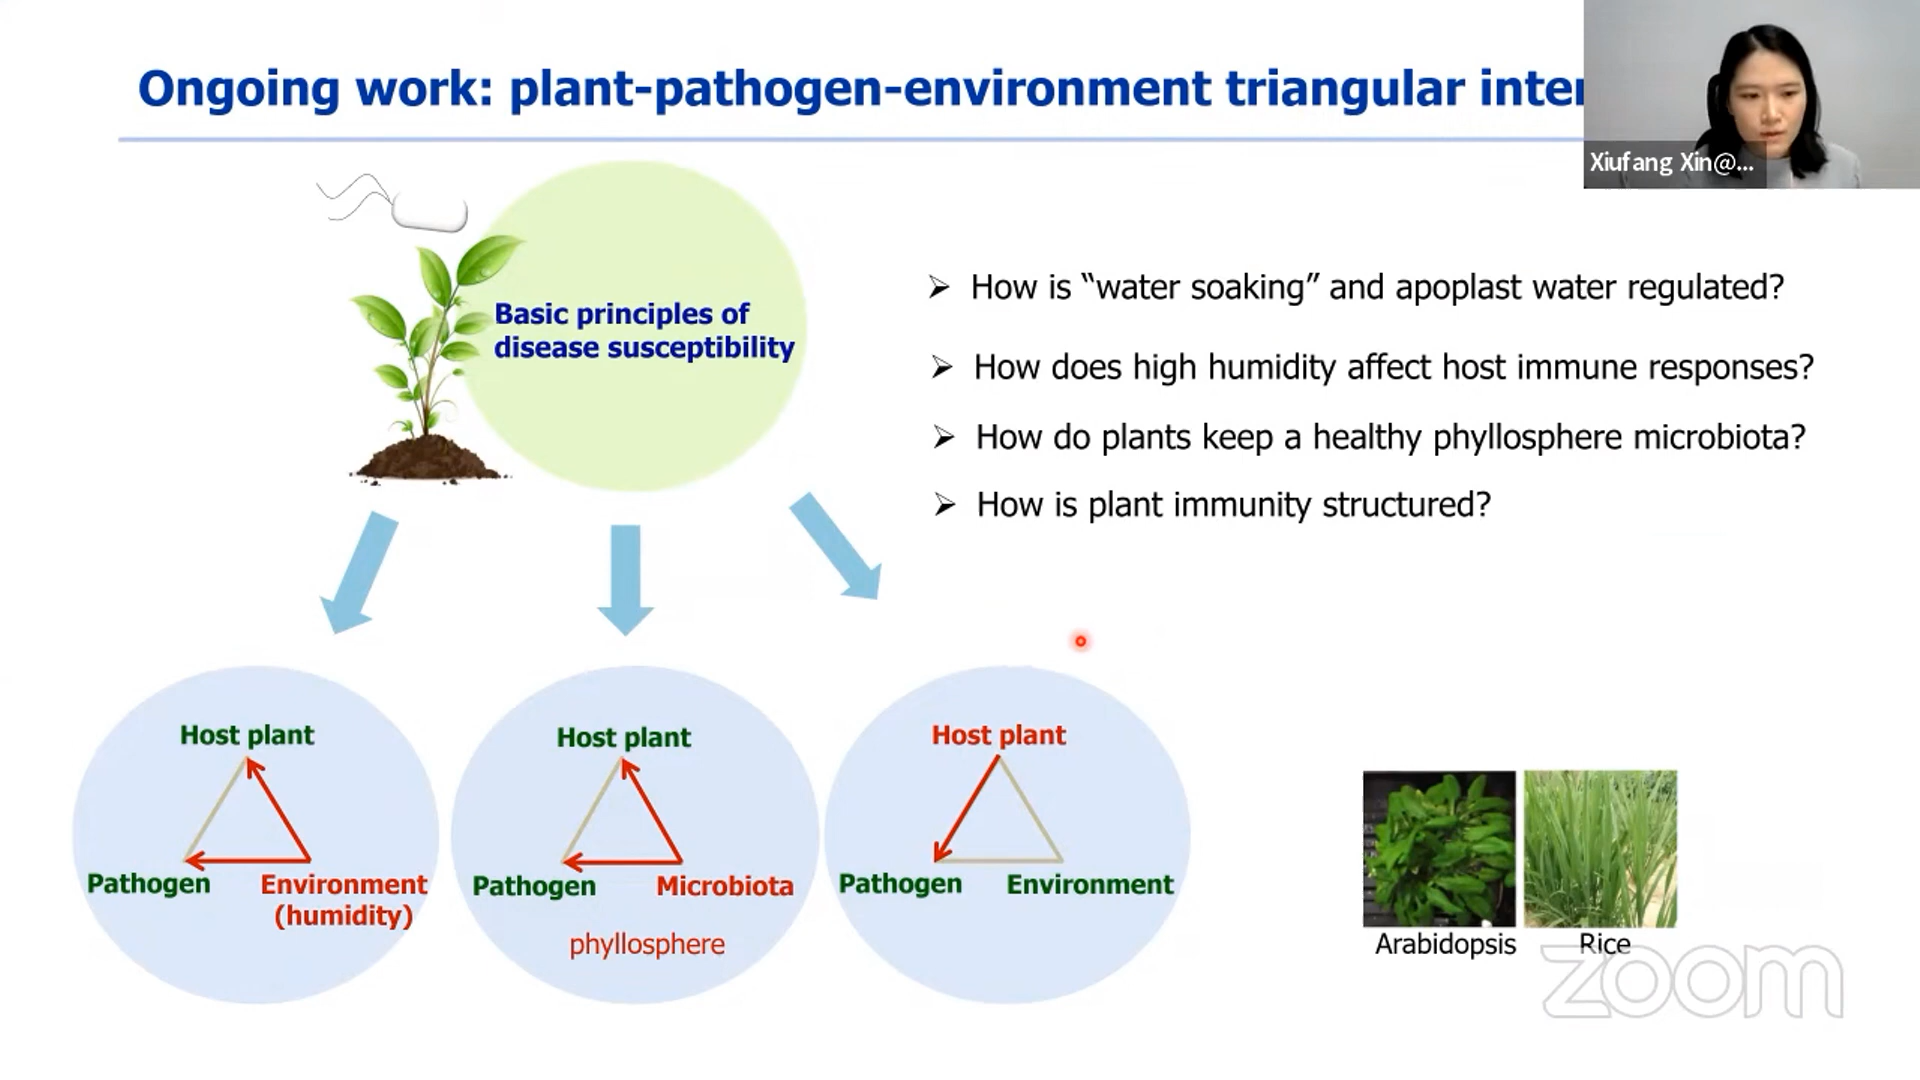 Ongoing work: plant-pathogen-environment triangular inter
Xiufang Xin@...
Basic principles of
disease susceptibility
➢ How is “water soaking” and apoplast water regulated?
➢ How does high humidity affect host immune responses?
➢ How do plants keep a healthy phyllosphere microbiota?
➢ How is plant immunity structured?
Host plant
Pathogen
Environment
(humidity)
Host plant
Pathogen
Microbiota
phyllosphere
Host plant
Pathogen
Environment
Arabidopsis
Rice
zoom